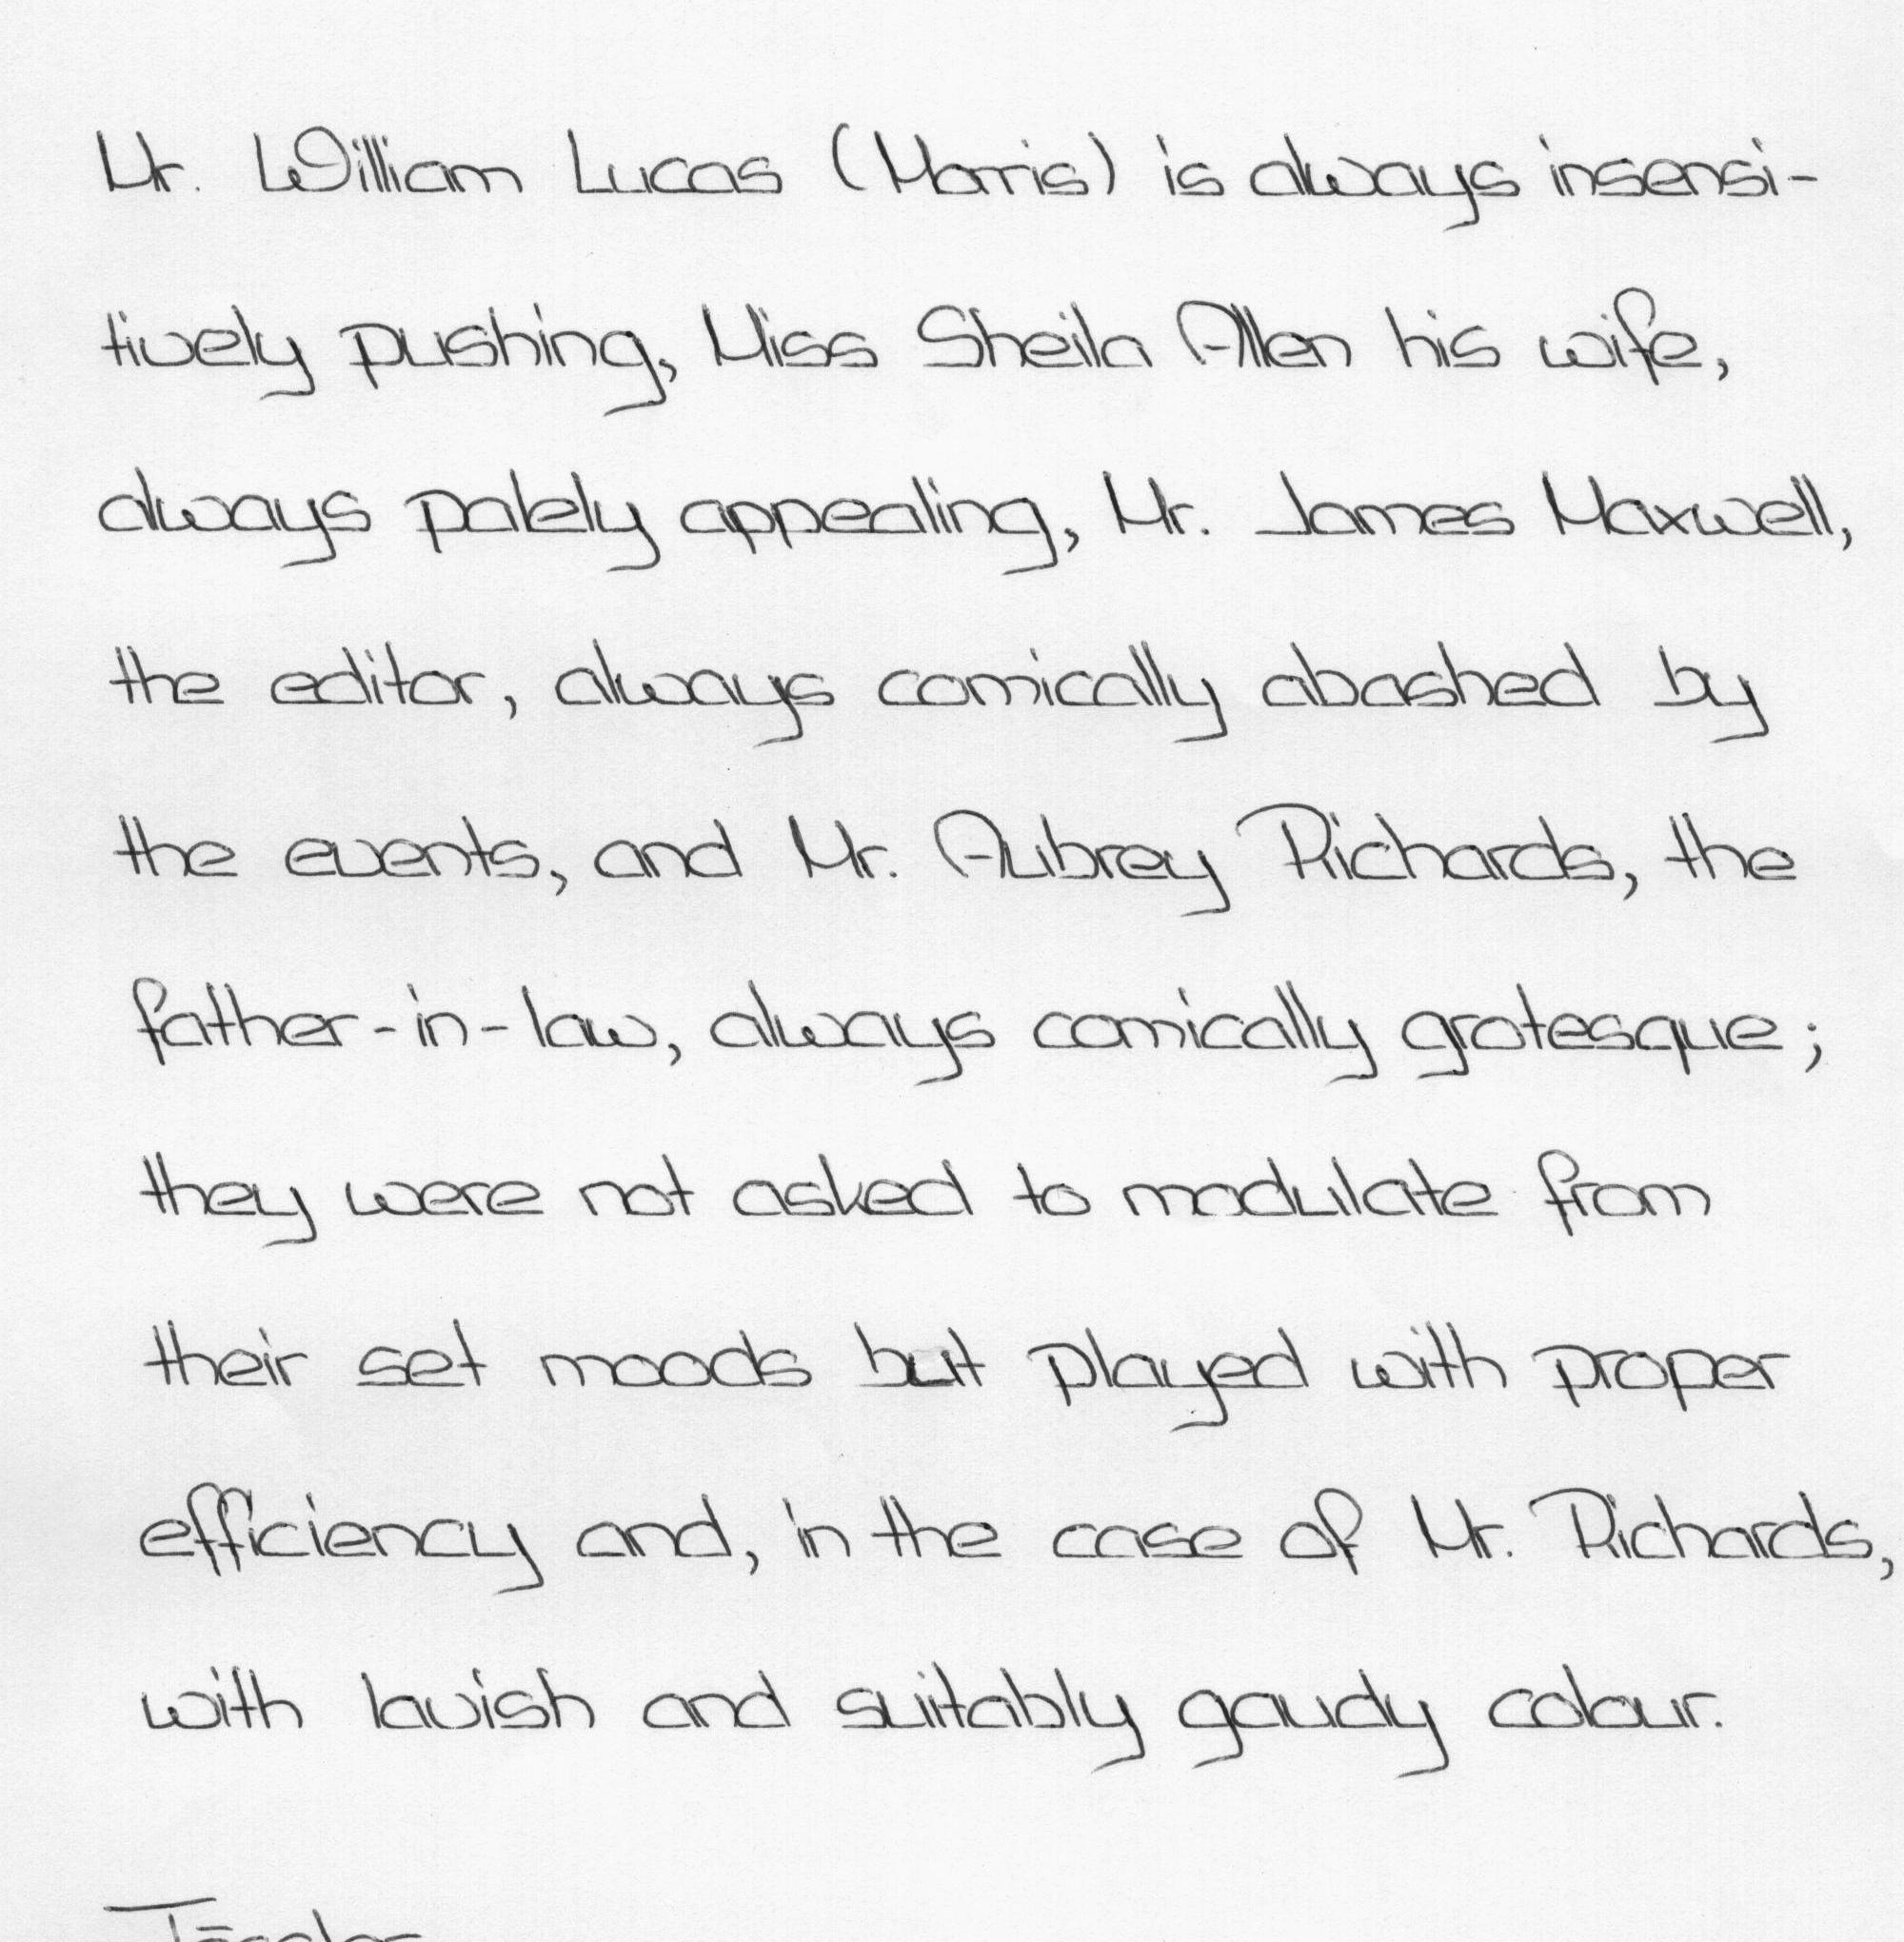 Mr. William Lucas (Morris) is always insensi-
tively pushing, Miss Sheila Allen his wife,
always palely appealing, Mr. James Maxwell,
the editor, always comically abashed by
the events, and Mr. Aubrey Richards, the
father-in-law, always comically grotesque;
they were not asked to modulate from
their set moods but played with proper
efficiency and, in the case of Mr. Richards,
with lavish and suitably gaudy colour.